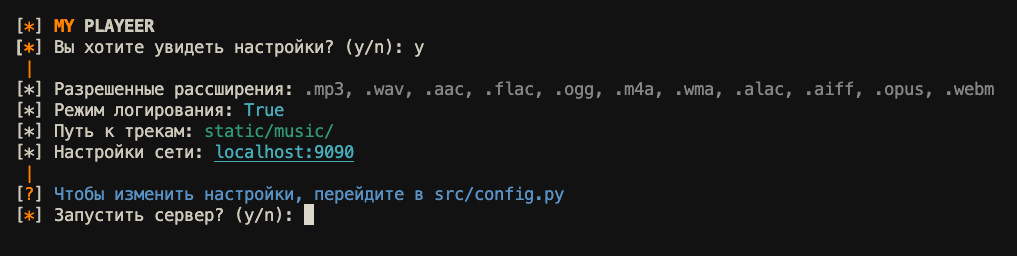 [*] MY PLAYEER
[*] Вы хотите увидеть настройки? (y/n): y
|
[*] Разрешенные рассширения: .mp3, .wav, .aac, .flac, .ogg, .m4a, .wma, .alac, .aiff, .opus, .webm
[*] Режим логирования: True
[*] Путь к трекам: static/music/
[*] Настройки сети: localhost:9090
|
[?] Чтобы изменить настройки, перейдите в src/config.py
[*] Запустить сервер? (y/n):